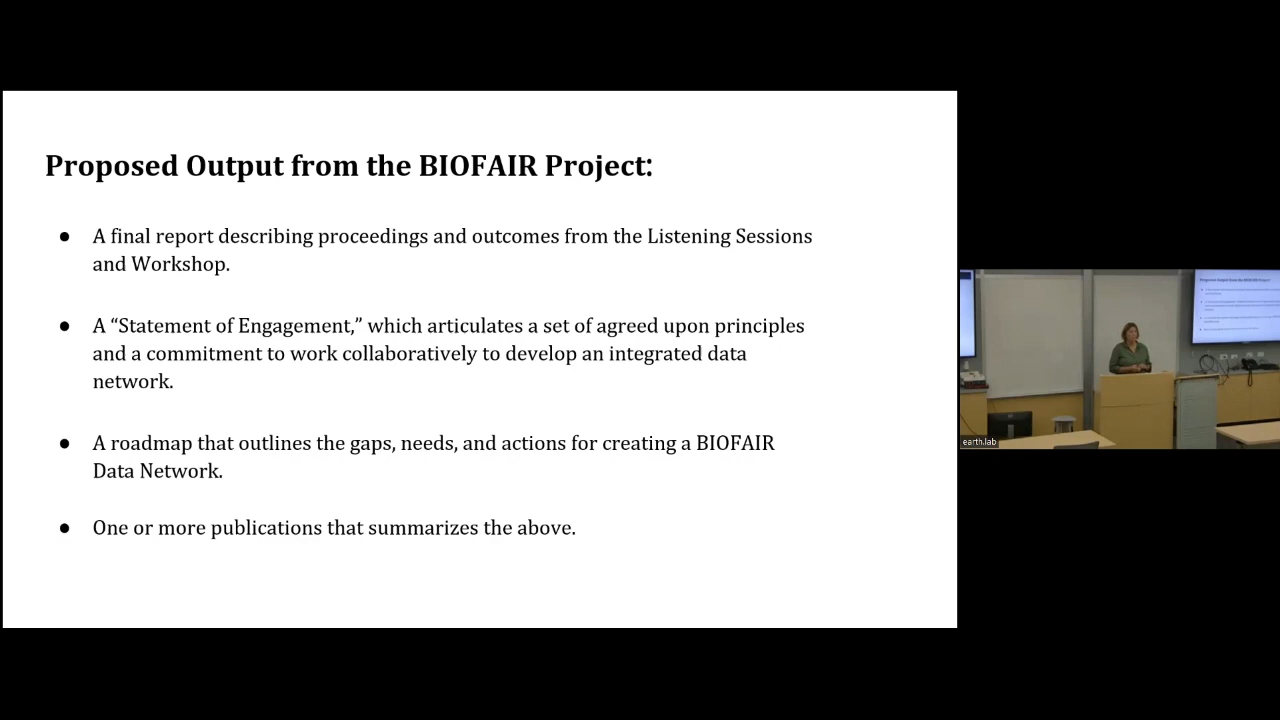 Proposed Output from the BIOFAIR Project:
● A final report describing proceedings and outcomes from the Listening Sessions
and Workshop.
● A “Statement of Engagement,” which articulates a set of agreed upon principles
and a commitment to work collaboratively to develop an integrated data
network.
● A roadmap that outlines the gaps, needs, and actions for creating a BIOFAIR
Data Network.
● One or more publications that summarizes the above.
earth.lab